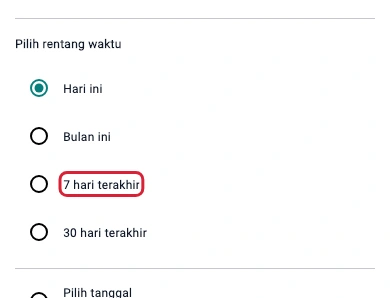 Pilih rentang waktu
Hari ini
Bulan ini
7 hari terakhir
30 hari terakhir
Pilih tanggal